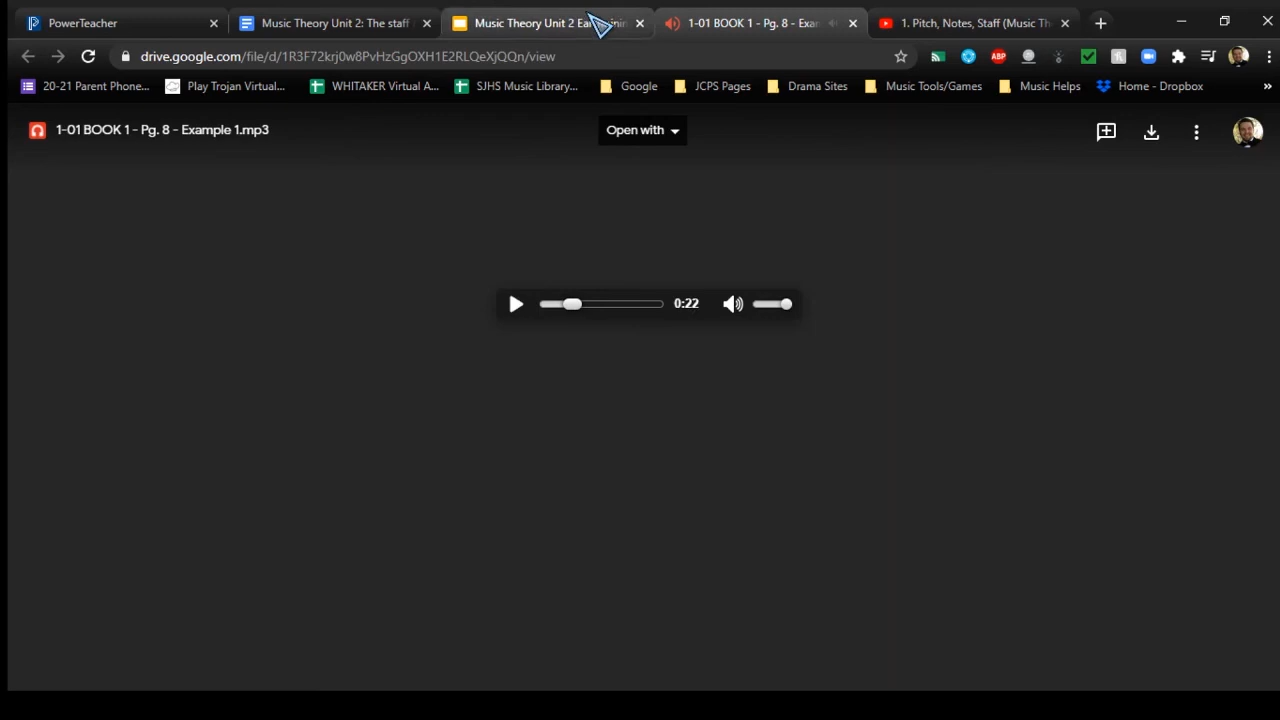 PowerTeacher
Music Theory Unit 2: The staff
Music Theory Unit 2
1-01 BOOK 1 - Pg. 8 - Exa
1. Pitch, Notes, Staff (Music Th
drive.google.com/file/d/1R3F72krj0w8PvHzGgOXH1E2RLQeXjQQn/view
ABP
20-21 Parent Phone...
Play Trojan Virtual...
WHITAKER Virtual A...
SJHS Music Library...
Google
JCPS Pages
Drama Sites
Music Tools/Games
Music Helps
Home - Dropbox
1-01 BOOK 1 - Pg. 8 - Example 1.mp3
Open with
0:22